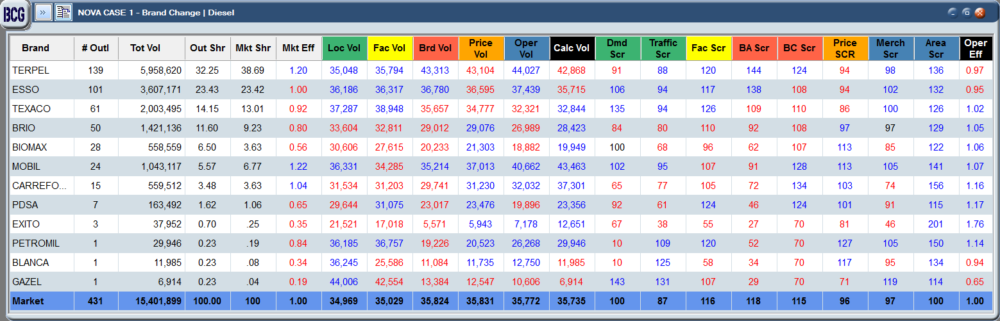 BCG » NOVA CASE 1 - Brand Change | Diesel
Brand # Outl Tot Vol Out Shr Mkt Shr Mkt Eff Loc Vol Fac Vol Brd Vol Price Vol Oper Vol Calc Vol Dmd Scr Traffic Scr Fac Scr BA Scr BC Scr Price SCR Merch Scr Area Scr Oper Eff
TERPEL 139 5,958,620 32.25 38.69 1.20 35,048 35,794 43,313 43,104 44,027 42,868 91 88 120 144 124 94 98 136 0.97
ESSO 101 3,607,171 23.43 23.42 1.00 36,186 36,317 36,780 36,595 37,439 35,715 106 94 117 138 108 94 102 132 0.95
TEXACO 61 2,003,495 14.15 13.01 0.92 37,287 38,948 35,657 34,777 32,321 32,844 135 94 126 109 110 86 100 126 1.02
BRIO 50 1,421,136 11.60 9.23 0.80 33,604 32,811 29,012 29,076 26,989 28,423 84 80 110 92 108 97 97 129 1.05
BIOMAX 28 558,559 6.50 3.63 0.56 30,606 27,615 20,233 21,303 18,882 19,949 100 68 96 62 107 113 85 122 1.06
MOBIL 24 1,043,117 5.57 6.77 1.22 36,331 34,285 35,214 37,013 40,662 43,463 102 95 107 91 128 113 105 141 1.07
CARREFO... 15 559,512 3.48 3.63 1.04 31,534 31,203 29,741 31,230 32,032 37,301 65 77 105 72 134 103 74 156 1.16
PDSA 7 163,492 1.62 1.06 0.65 29,644 31,075 23,017 23,476 19,896 23,356 92 61 124 46 124 101 91 115 1.17
EXITO 3 37,952 0.70 .25 0.35 21,521 17,018 5,571 5,943 7,178 12,651 67 38 55 27 70 81 46 201 1.76
PETROMIL 1 29,946 0.23 .19 0.84 36,185 36,757 19,226 20,523 26,268 29,946 10 109 120 52 70 127 105 150 1.14
BLANCA 1 11,985 0.23 .08 0.34 36,245 25,586 11,084 11,735 12,750 11,985 10 125 58 34 70 117 95 134 0.94
GAZEL 1 6,914 0.23 .04 0.19 44,006 42,554 13,384 12,547 10,606 6,914 143 131 107 29 70 71 119 114 0.65
Market 431 15,401,899 100.00 100 1.00 34,969 35,029 35,824 35,831 35,772 35,735 100 87 116 118 115 96 97 100 1.00